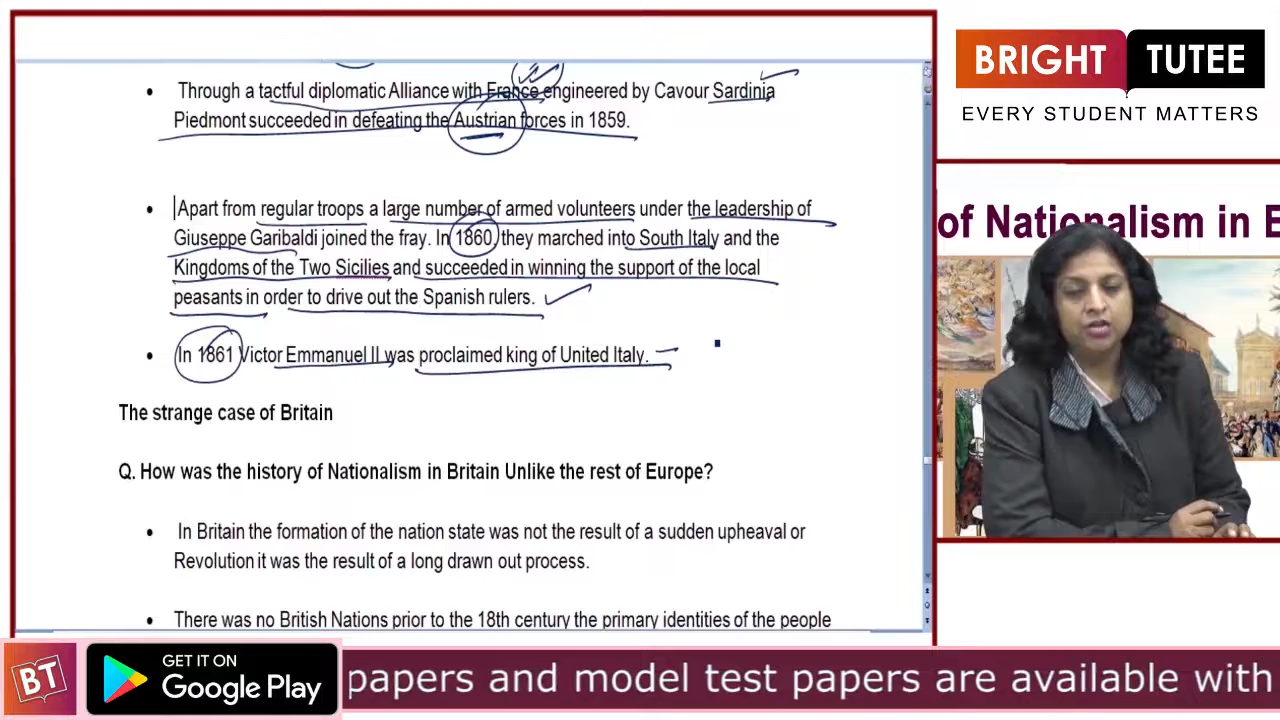 Through a tactful diplomatic Alliance with France engineered by Cavour Sardinia
Piedmont succeeded in defeating the Austrian forces in 1859.
Apart from regular troops a large number of armed volunteers under the leadership of
Giuseppe Garibaldi joined the fray. In 1860, they marched into South Italy and the
Kingdoms of the Two Sicilies and succeeded in winning the support of the local
peasants in order to drive out the Spanish rulers.
In 1861 Victor Emmanuel II was proclaimed king of United Italy.
The strange case of Britain
Q. How was the history of Nationalism in Britain Unlike the rest of Europe?
In Britain the formation of the nation state was not the result of a sudden upheaval or
Revolution it was the result of a long drawn out process.
There was no British Nations prior to the 18th century the primary identities of the people
BRIGHT TUTEE
EVERY STUDENT MATTERS
of Nationalism in E
BT
GET IT ON
Google Play
papers and model test papers are available with